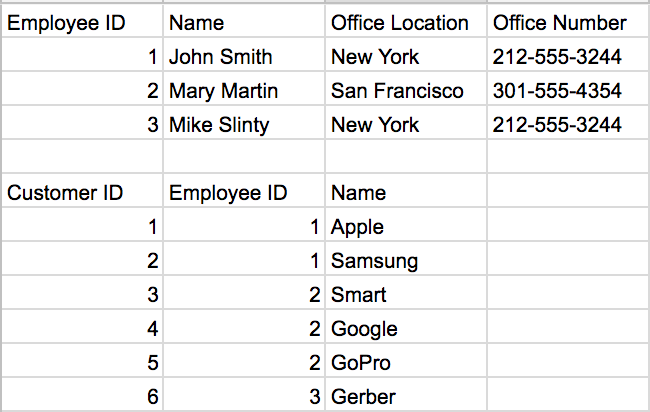 Employee ID Name Office Location Office Number
1 John Smith New York 212-555-3244
2 Mary Martin San Francisco 301-555-4354
3 Mike Slinty New York 212-555-3244
Customer ID Employee ID Name
1 1 Apple
2 1 Samsung
3 2 Smart
4 2 Google
5 2 GoPro
6 3 Gerber